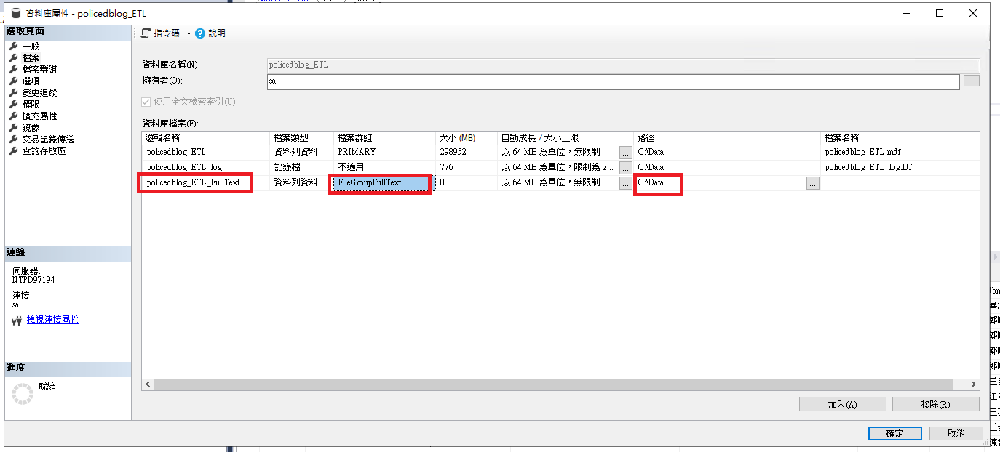 資料庫屬性 - policedblog_ETL
選取頁面
一般
檔案
檔案群組
選項
變更追蹤
權限
擴充屬性
鏡像
交易記錄傳送
查詢存放區
指令碼
說明
資料庫名稱(N):
policedblog_ETL
擁有者(O):
sa
...
使用全文檢索索引(U)
資料庫檔案(F):
邏輯名稱 檔案類型 檔案群組 大小 (MB) 自動成長 / 大小上限 路徑 檔案名稱
policedblog_ETL 資料列資料 PRIMARY 298952 以 64 MB 為單位，無限制 ... C:\Data policedblog_ETL.mdf
policedblog_ETL_log 記錄檔 不適用 776 以 64 MB 為單位，限制為 2... ... C:\Data policedblog_ETL_log.ldf
policedblog_ETL_FullText 資料列資料 FileGroupFullText 8 以 64 MB 為單位，無限制 ... C:\Data ...
連線
伺服器:
NTPD97194
連接:
sa
檢視連接屬性
進度
就緒
加入(A) 移除(R)
確定 取消